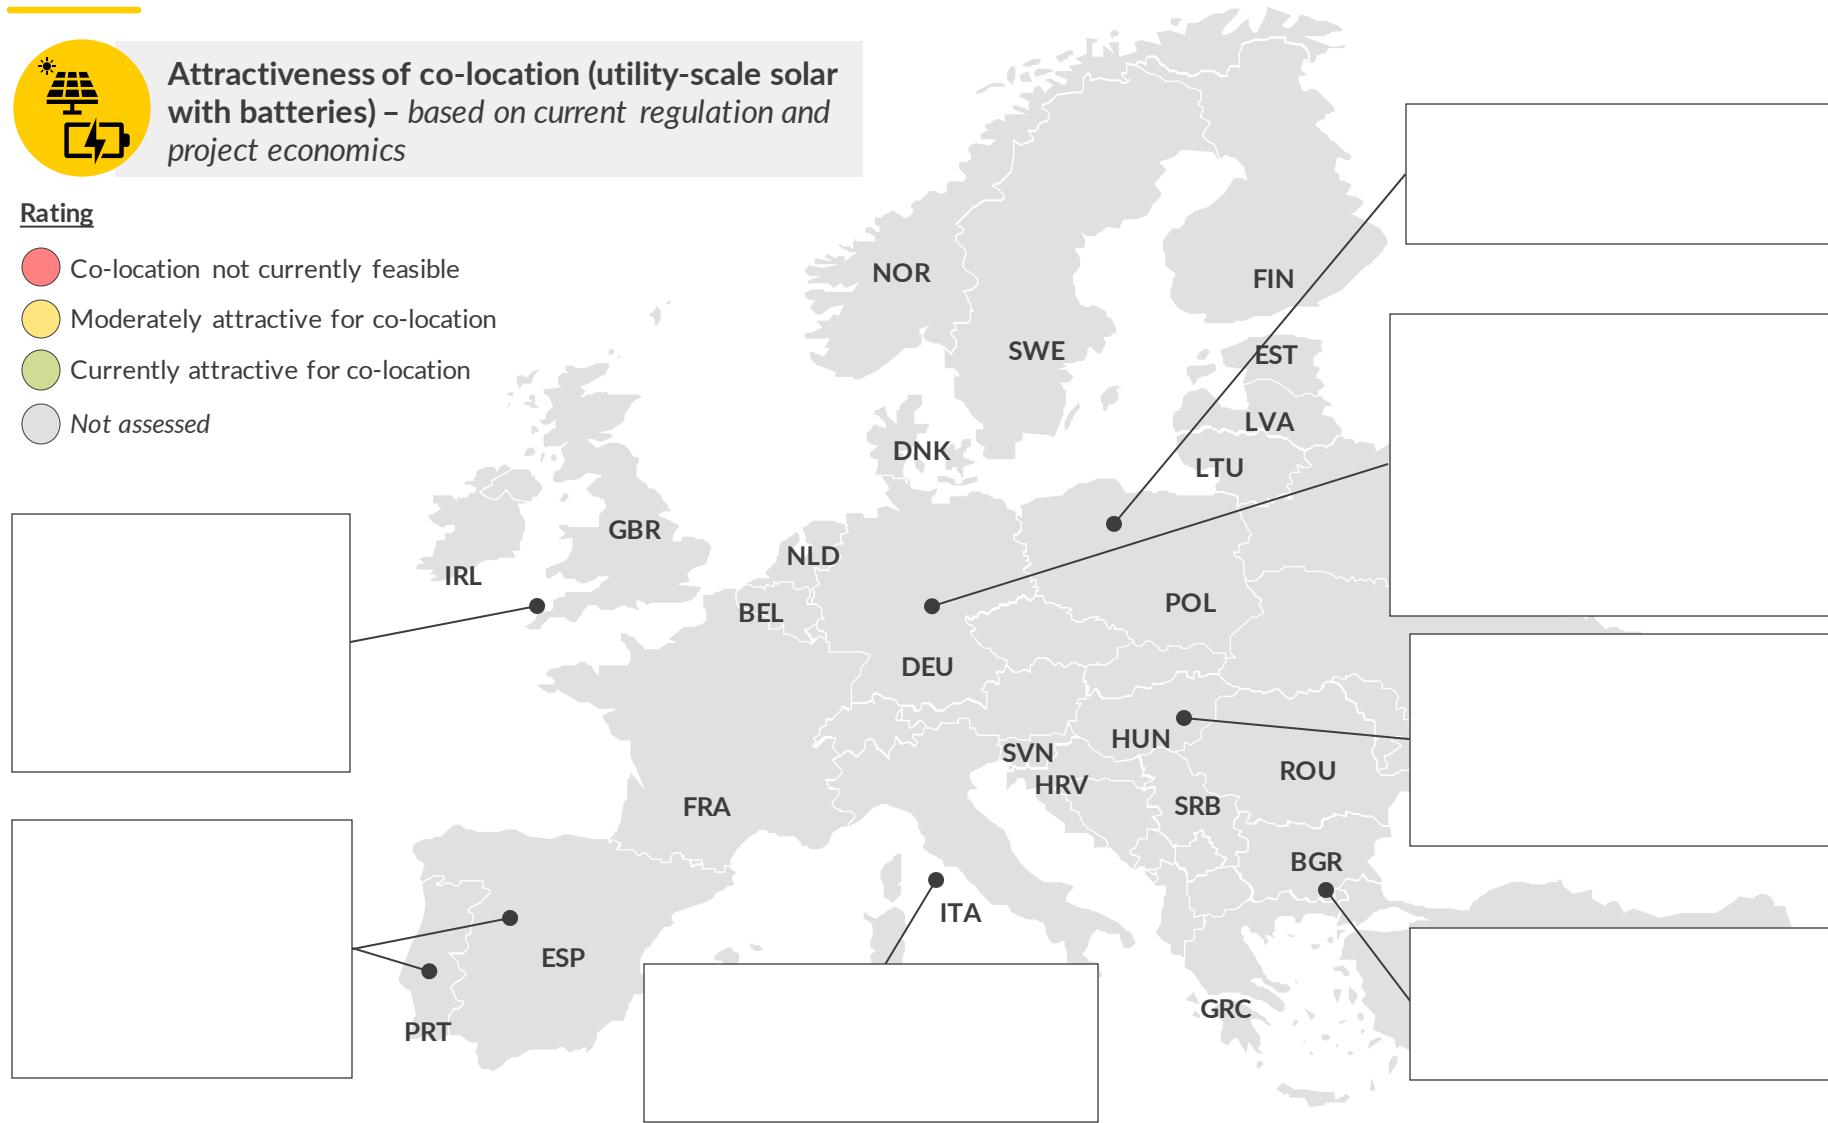 Attractiveness of co-location (utility-scale solar
with batteries) – based on current regulation and
project economics
Rating
Co-location not currently feasible
Moderately attractive for co-location
Currently attractive for co-location
Not assessed
NOR
FIN
SWE
EST
LVA
DNK
LTU
GBR
NLD
IRL
BEL
POL
DEU
HUN
SVN
ROU
HRV
FRA
SRB
BGR
ITA
ESP
GRC
PRT